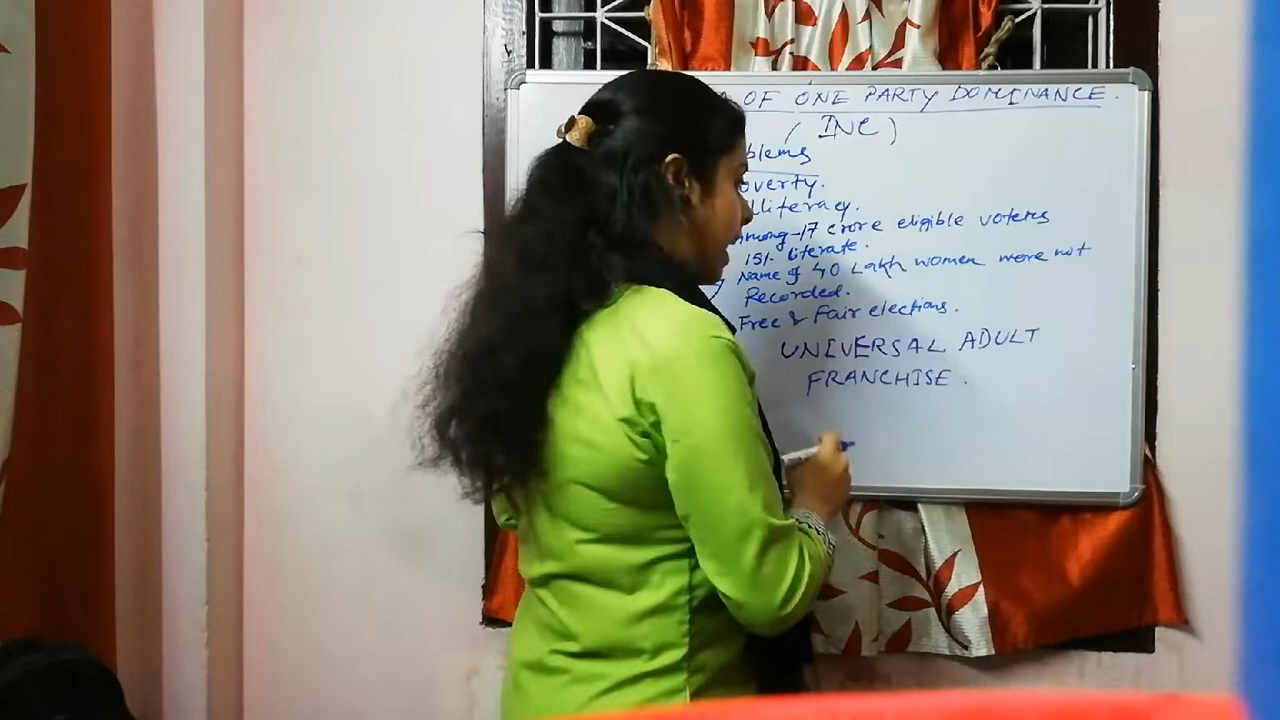 OF ONE PARTY DOMINANCE.
(INC)
blems
overty.
lliteracy.
Among-17 crore eligible voters
15% literate.
Name of 40 Lakh women were not
Recorded.
Free & Fair elections.
UNIVERSAL ADULT
FRANCHISE.